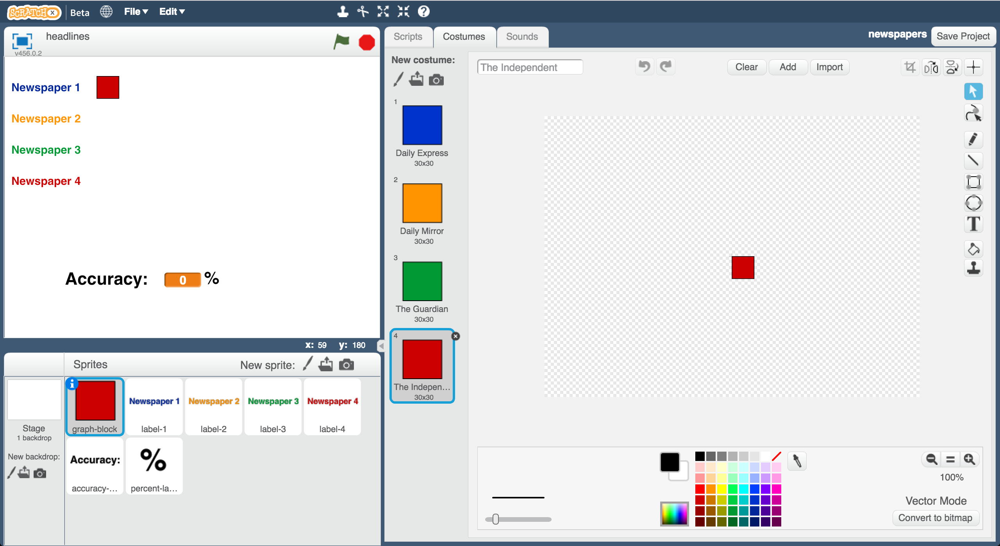 SCRATCH X
Beta
File
Edit
headlines
v456.0.2
Newspaper 1
Newspaper 2
Newspaper 3
Newspaper 4
Accuracy: 0 %
x: 59 y: 180
Sprites
New sprite:
Stage
1 backdrop
New backdrop:
graph-block
Newspaper 1
label-1
Newspaper 2
label-2
Newspaper 3
label-3
Newspaper 4
label-4
Accuracy:
accuracy-...
%
percent-la...
Scripts
Costumes
Sounds
newspapers
Save Project
New costume:
1
Daily Express
30x30
2
Daily Mirror
30x30
3
The Guardian
30x30
4
The Indepen...
30x30
The Independent
Clear
Add
Import
T
100%
Vector Mode
Convert to bitmap